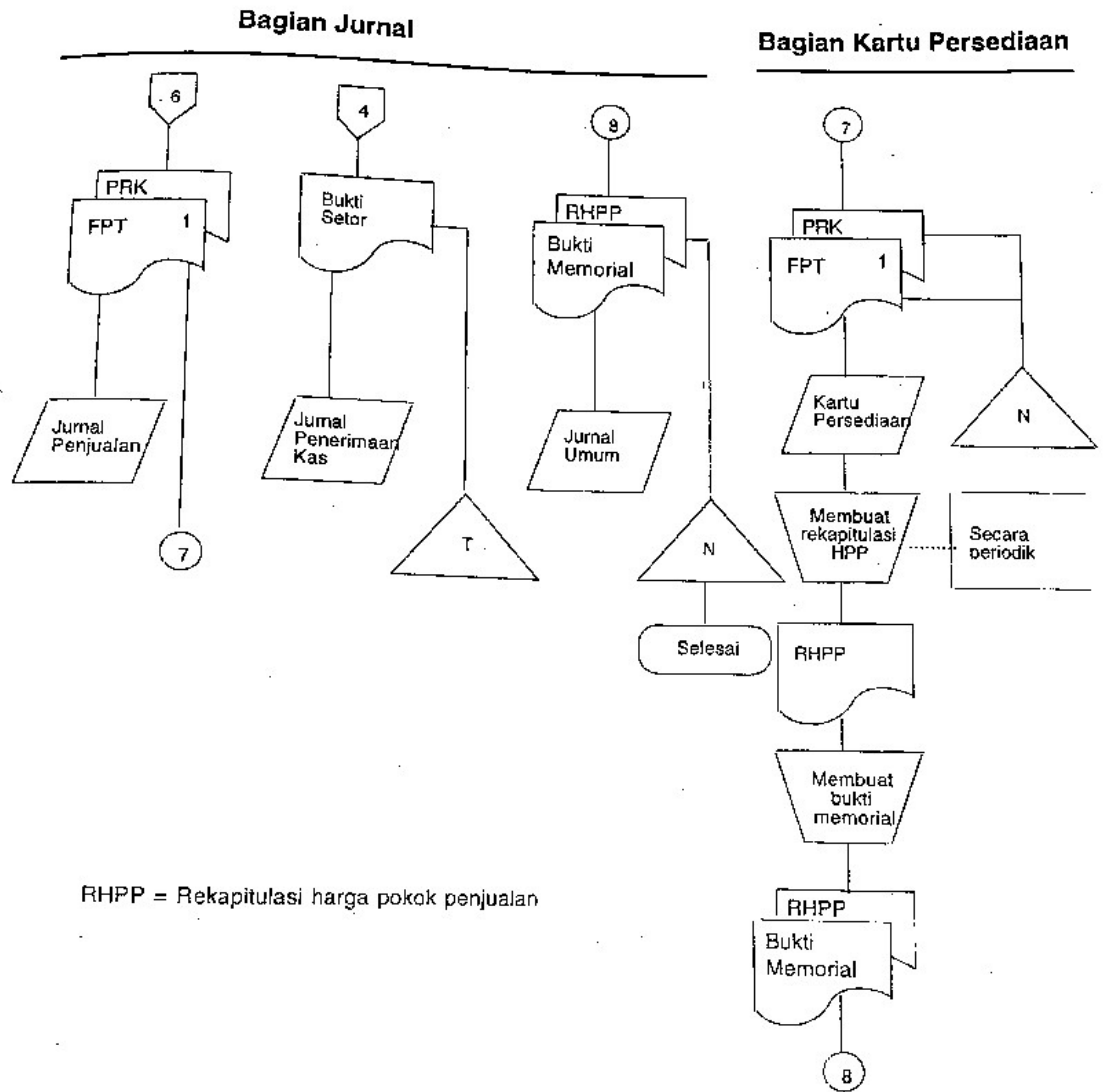 Bagian Jurnal
6
PRK
FPT 1
Jurnal
Penjualan
7
4
Bukti
Setor
Jurnal
Penerimaan
Kas
T
8
RHPP
Bukti
Memorial
Jurnal
Umum
N
Selesai
Bagian Kartu Persediaan
7
PRK
FPT 1
Kartu
Persediaan
N
Membuat
rekapitulasi
HPP
Secara
periodik
RHPP
Membuat
bukti
memorial
RHPP
Bukti
Memorial
8
RHPP = Rekapitulasi harga pokok penjualan